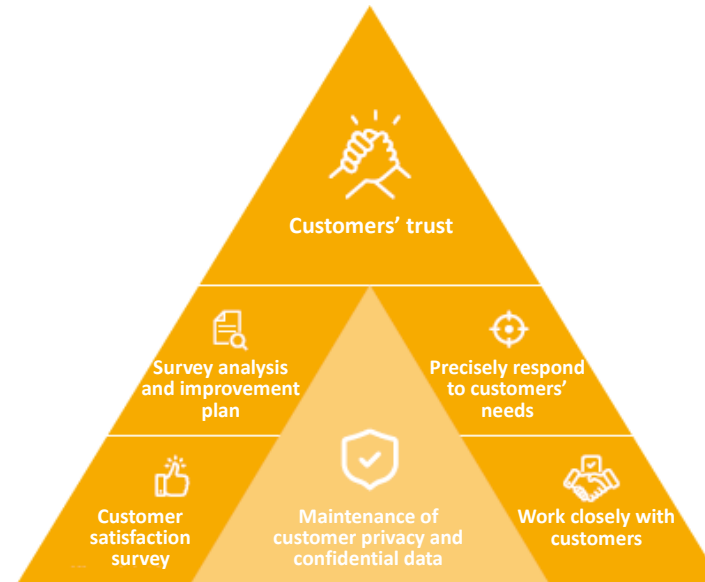 Customers' trust
Survey analysis
and improvement
plan
Precisely respond
to customers'
needs
Customer
satisfaction
survey
Maintenance of
customer privacy and
confidential data
Work closely with
customers